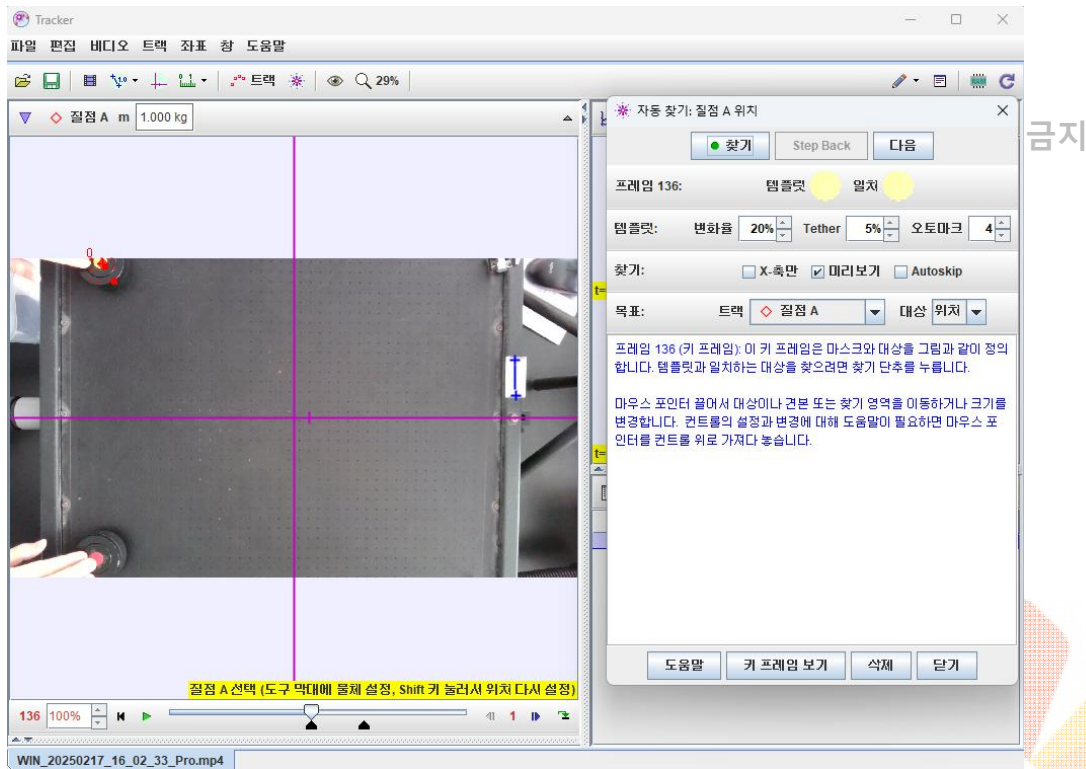 Tracker
파일 편집 비디오 트랙 좌표 창 도움말
트랙 29%
질점 A m 1.000 kg
자동 찾기: 질점 A 위치
찾기 Step Back 다음
금지
프레임 136: 템플릿 일치
템플릿: 변화율 20% Tether 5% 오토마크 4
찾기: X-축만 미리보기 Autoskip
목표: 트랙 질점 A 대상 위치
0
t=
t=
프레임 136 (키 프레임): 이 키 프레임은 마스크와 대상을 그림과 같이 정의
합니다. 템플릿과 일치하는 대상을 찾으려면 찾기 단추를 누릅니다.
마우스 포인터 끌어서 대상이나 견본 또는 찾기 영역을 이동하거나 크기를
변경합니다. 컨트롤의 설정과 변경에 대해 도움말이 필요하면 마우스 포
인터를 컨트롤 위로 가져다 놓습니다.
도움말 키 프레임 보기 삭제 닫기
질점 A 선택 (도구 막대에 물체 설정, Shift 키 눌러서 위치 다시 설정)
136 100% 1
WIN_20250217_16_02_33_Pro.mp4